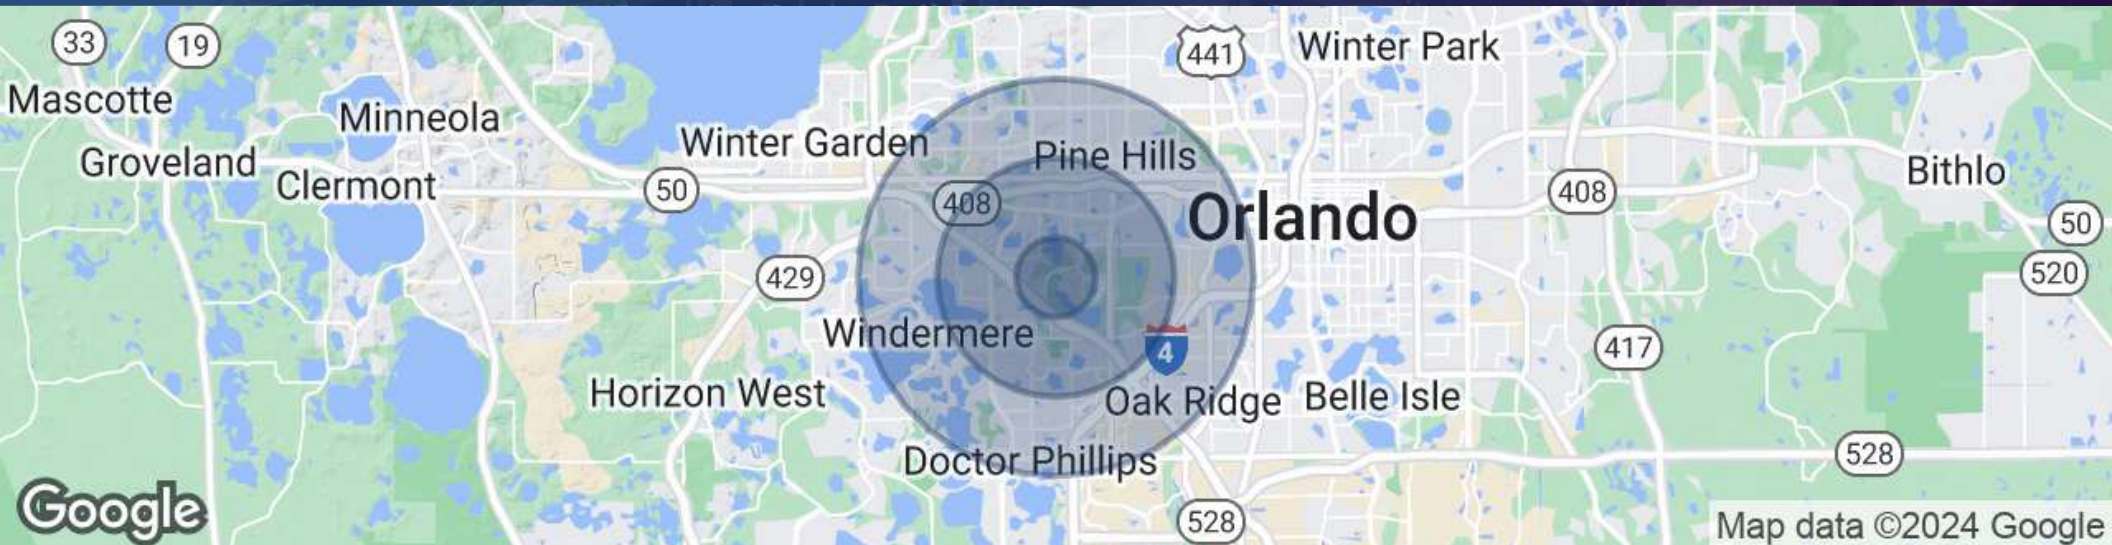 33
19
441
Winter Park
Mascotte
Minneola
Winter Garden
Pine Hills
Groveland
Clermont
50
408
Orlando
408
Bithlo
50
429
520
Windermere
4
417
Horizon West
Oak Ridge
Belle Isle
Doctor Phillips
528
Google
528
Map data ©2024 Google